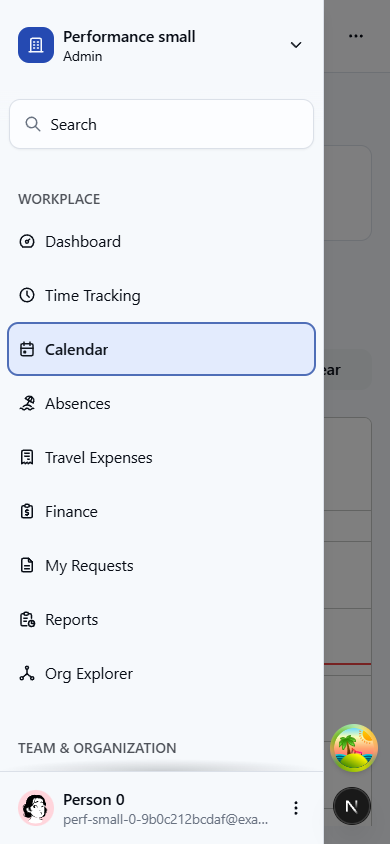 Performance small
Admin
Search
WORKPLACE
Dashboard
Time Tracking
Calendar
ear
Absences
Travel Expenses
Finance
My Requests
Reports
Org Explorer
TEAM & ORGANIZATION
Person 0
perf-small-0-9b0c212bcdaf@exa...
N